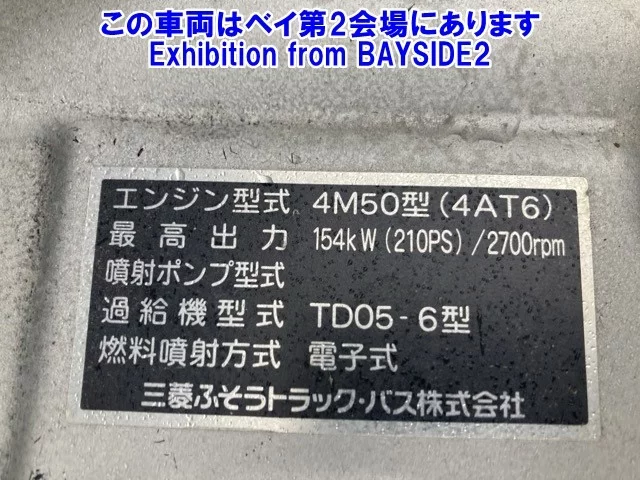 この車両はベイ第2会場にあります
Exhibition from BAYSIDE2
エンジン型式 4M50型(4AT6)
最高出力 154kW(210PS)/2700rpm
噴射ポンプ型式
過給機型式 TD05-6型
燃料噴射方式 電子式
三菱ふそうトラック・バス株式会社